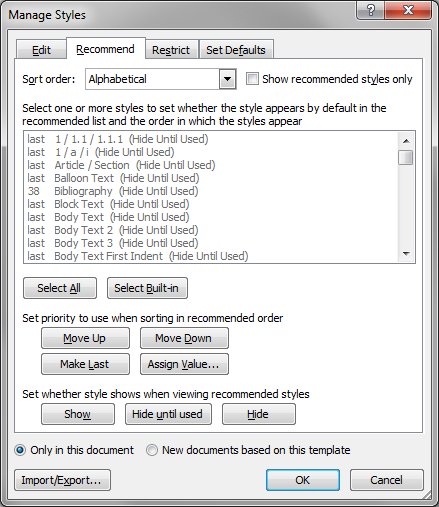 Manage Styles
Edit Recommend Restrict Set Defaults
Sort order: Alphabetical Show recommended styles only
Select one or more styles to set whether the style appears by default in the
recommended list and the order in which the styles appear
last 1 / 1.1 / 1.1.1 (Hide Until Used)
last 1 / a / i (Hide Until Used)
last Article / Section (Hide Until Used)
last Balloon Text (Hide Until Used)
38 Bibliography (Hide Until Used)
last Block Text (Hide Until Used)
last Body Text (Hide Until Used)
last Body Text 2 (Hide Until Used)
last Body Text 3 (Hide Until Used)
last Body Text First Indent (Hide Until Used)
Select All Select Built-in
Set priority to use when sorting in recommended order
Move Up Move Down
Make Last Assign Value...
Set whether style shows when viewing recommended styles
Show Hide until used Hide
Only in this document New documents based on this template
Import/Export... OK Cancel